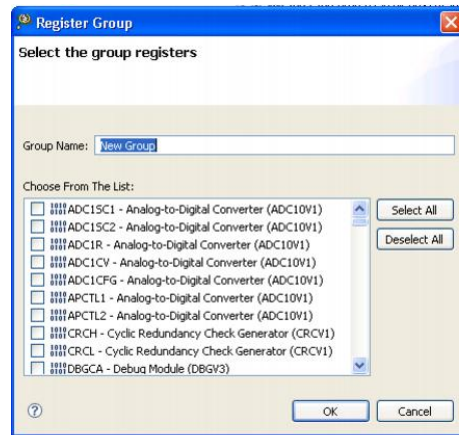 Register Group
Select the group registers
Group Name: New Group
Choose From The List:
ADC1SC1 - Analog-to-Digital Converter (ADC10V1)
ADC1SC2 - Analog-to-Digital Converter (ADC10V1)
ADC1R - Analog-to-Digital Converter (ADC10V1)
ADC1CV - Analog-to-Digital Converter (ADC10V1)
ADC1CFG - Analog-to-Digital Converter (ADC10V1)
APCTL1 - Analog-to-Digital Converter (ADC10V1)
APCTL2 - Analog-to-Digital Converter (ADC10V1)
CRCH - Cyclic Redundancy Check Generator (CRCV1)
CRCL - Cyclic Redundancy Check Generator (CRCV1)
DBGCA - Debug Module (DBGV3)
Select All
Deselect All
OK
Cancel